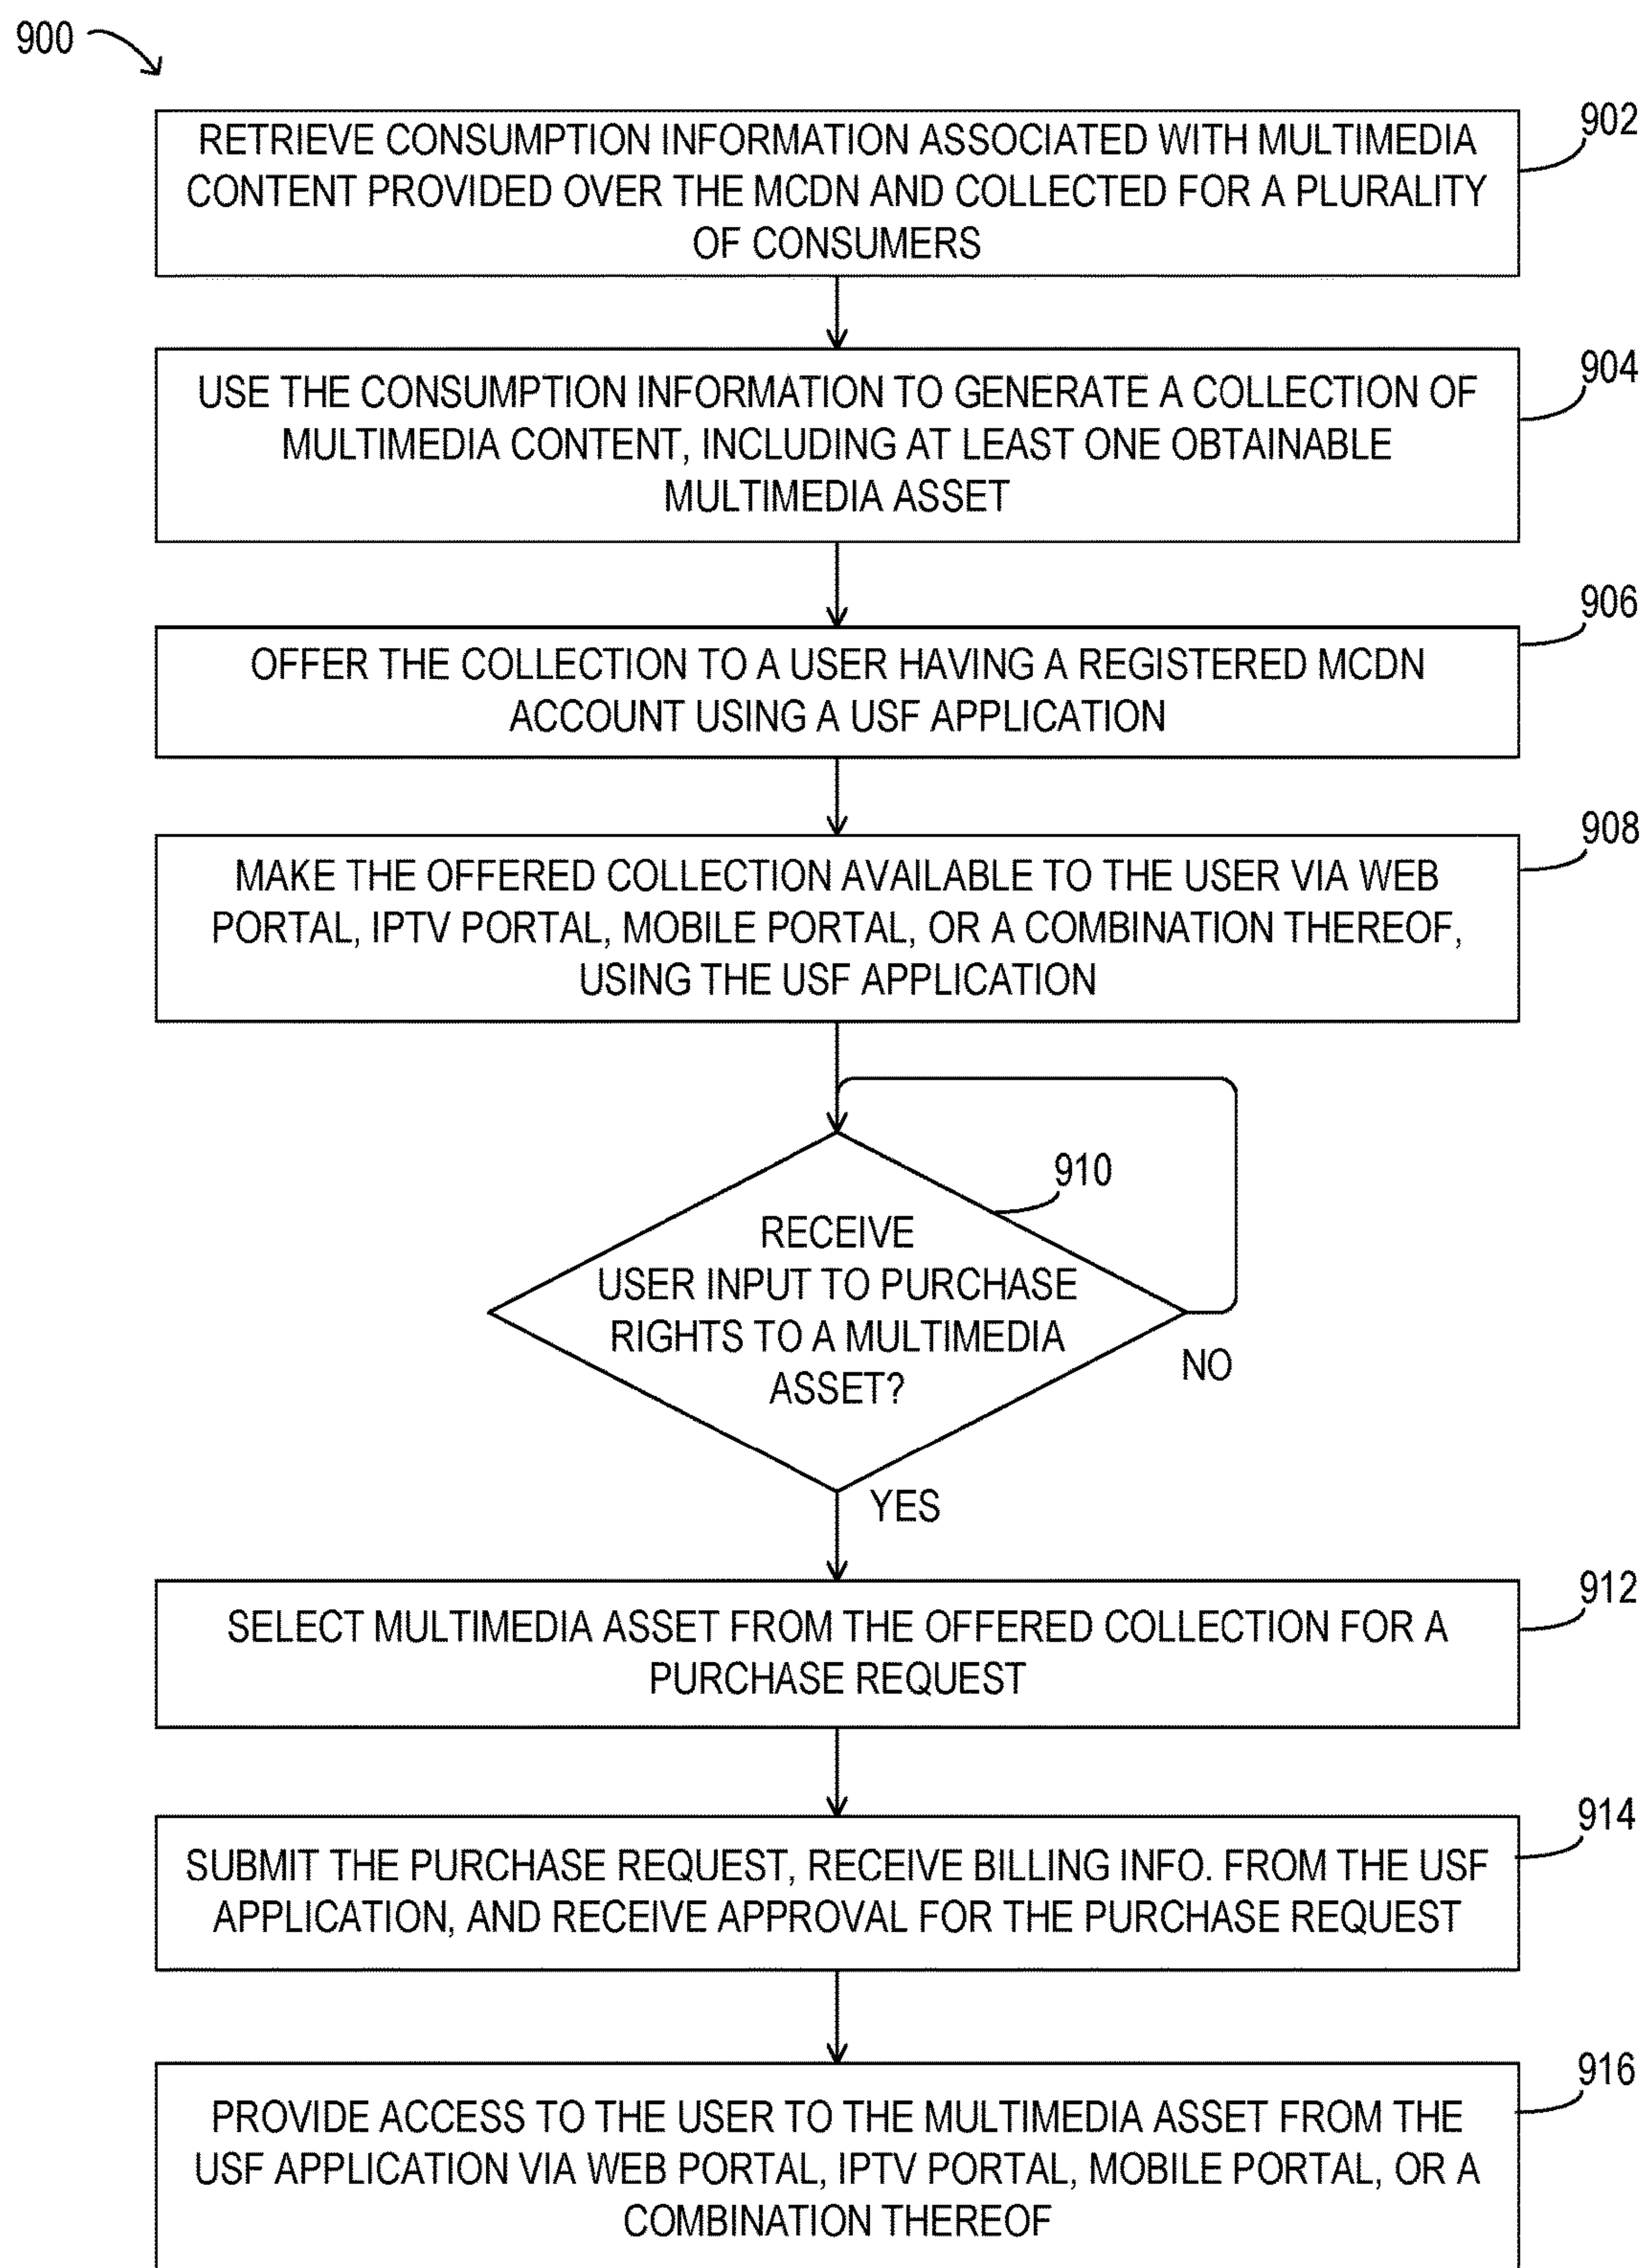 900
902
RETRIEVE CONSUMPTION INFORMATION ASSOCIATED WITH MULTIMEDIA
CONTENT PROVIDED OVER THE MCDN AND COLLECTED FOR A PLURALITY
OF CONSUMERS
904
USE THE CONSUMPTION INFORMATION TO GENERATE A COLLECTION OF
MULTIMEDIA CONTENT, INCLUDING AT LEAST ONE OBTAINABLE
MULTIMEDIA ASSET
906
OFFER THE COLLECTION TO A USER HAVING A REGISTERED MCDN
ACCOUNT USING A USF APPLICATION
908
MAKE THE OFFERED COLLECTION AVAILABLE TO THE USER VIA WEB
PORTAL, IPTV PORTAL, MOBILE PORTAL, OR A COMBINATION THEREOF,
USING THE USF APPLICATION
910
RECEIVE
USER INPUT TO PURCHASE
RIGHTS TO A MULTIMEDIA
ASSET?
NO
YES
912
SELECT MULTIMEDIA ASSET FROM THE OFFERED COLLECTION FOR A
PURCHASE REQUEST
914
SUBMIT THE PURCHASE REQUEST, RECEIVE BILLING INFO. FROM THE USF
APPLICATION, AND RECEIVE APPROVAL FOR THE PURCHASE REQUEST
916
PROVIDE ACCESS TO THE USER TO THE MULTIMEDIA ASSET FROM THE
USF APPLICATION VIA WEB PORTAL, IPTV PORTAL, MOBILE PORTAL, OR A
COMBINATION THEREOF